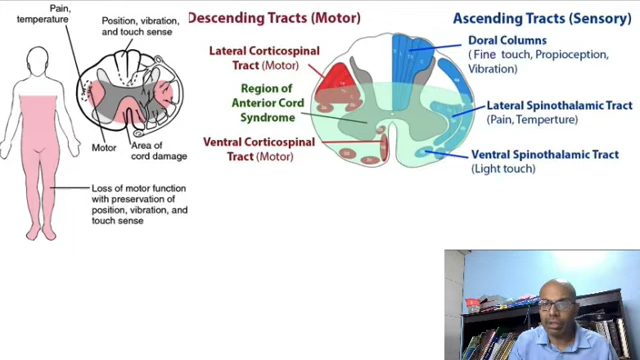 Pain,
temperature
Position, vibration,
and touch sense
Motor
Area of
cord damage
Loss of motor function
with preservation of
position, vibration, and
touch sense
Descending Tracts (Motor)
Lateral Corticospinal
Tract (Motor)
Region of
Anterior Cord
Syndrome
Ventral Corticospinal
Tract (Motor)
Ascending Tracts (Sensory)
Doral Columns
( Fine touch, Propioception,
Vibration)
Lateral Spinothalamic Tract
(Pain, Temperture)
Ventral Spinothalamic Tract
(Light touch)